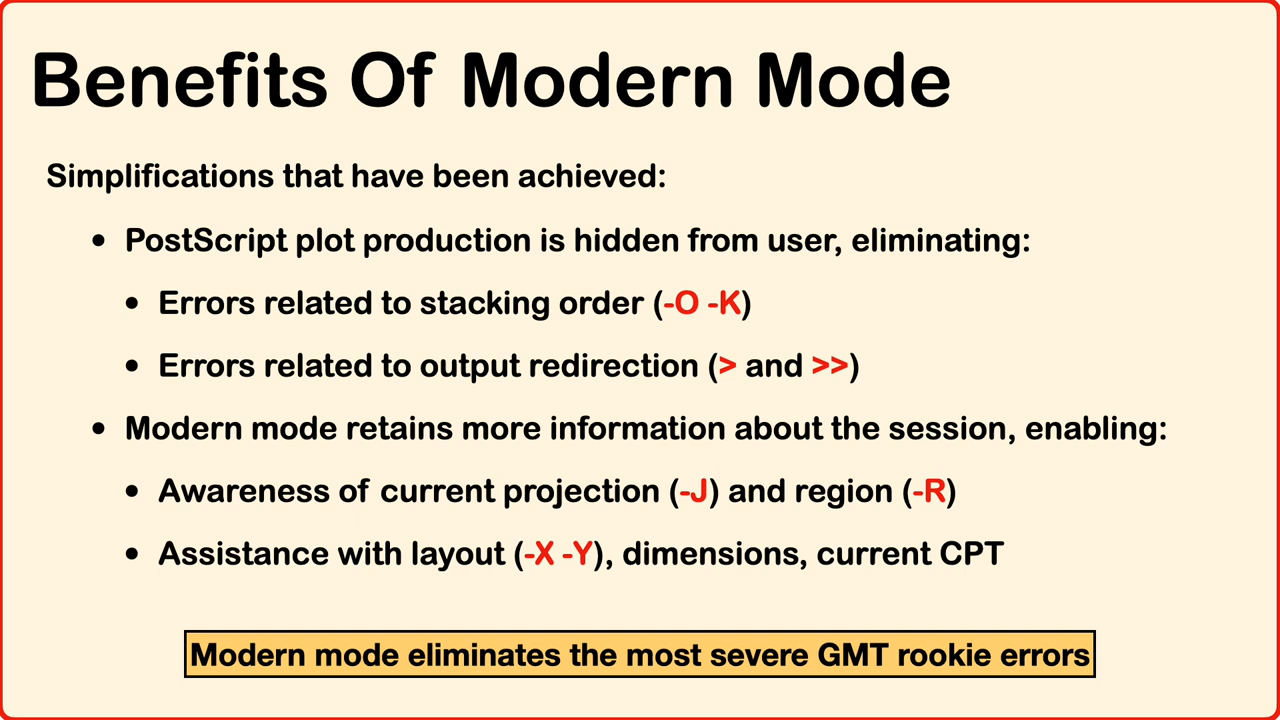 Benefits Of Modern Mode
Simplifications that have been achieved:
• PostScript plot production is hidden from user, eliminating:
• Errors related to stacking order (-O -K)
• Errors related to output redirection (> and >>)
• Modern mode retains more information about the session, enabling:
• Awareness of current projection (-J) and region (-R)
• Assistance with layout (-X -Y), dimensions, current CPT
Modern mode eliminates the most severe GMT rookie errors